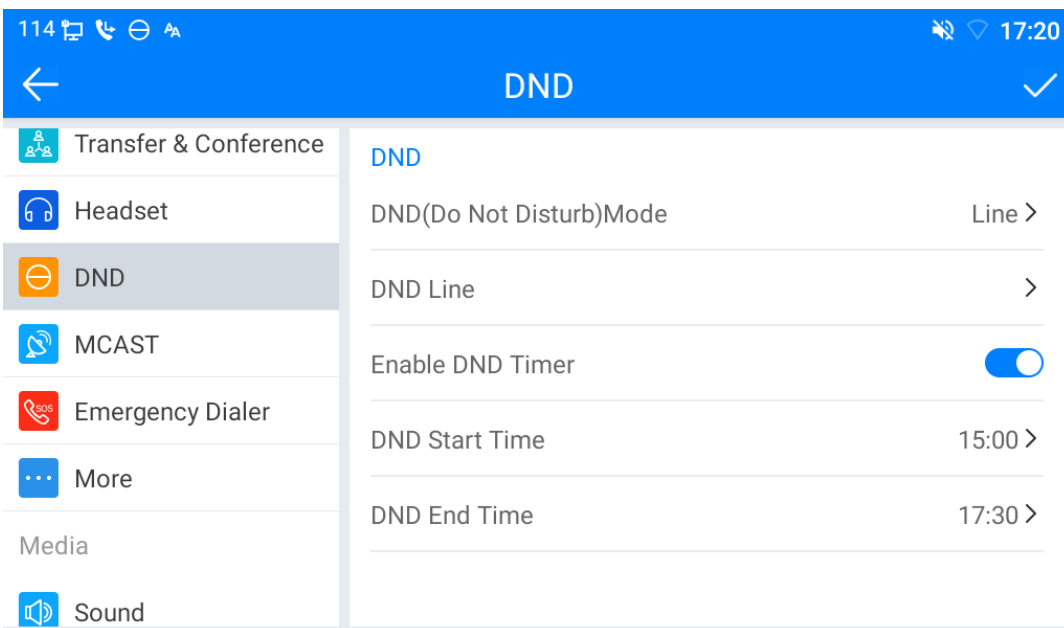 114 17:20
DND
Transfer & Conference
Headset
DND
MCAST
SOS
Emergency Dialer
More
Media
Sound
DND
DND(Do Not Disturb)Mode Line
DND Line
Enable DND Timer
DND Start Time 15:00
DND End Time 17:30